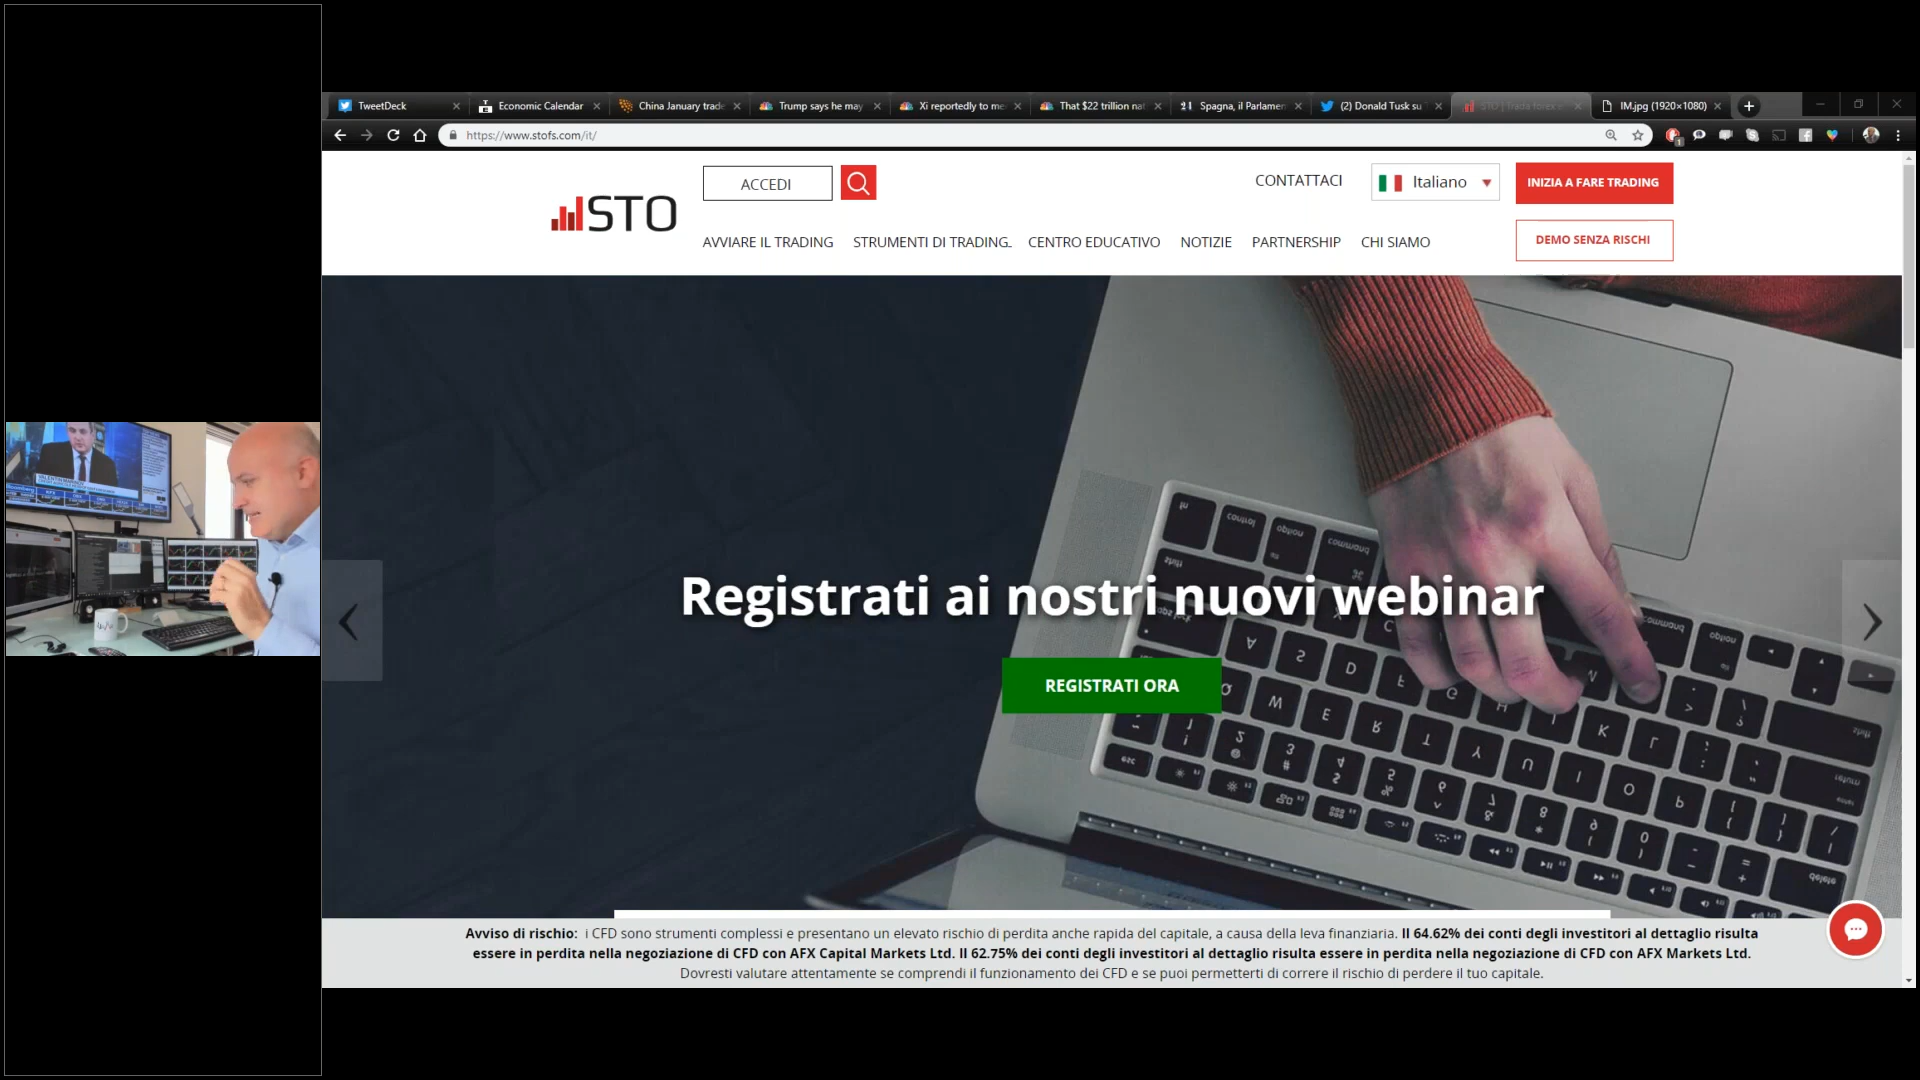 TweetDeck
Economic Calendar
China January trade
Trump says he may
Xi reportedly to me
That $22 trillion nat
24 Spagna, il Parlamen
(2) Donald Tusk su
STO | Trada forex
IM.jpg (1920×1080)
https://www.stofs.com/it/
ACCEDI
CONTATTACI
Italiano
INIZIA A FARE TRADING
STO
AVVIARE IL TRADING
STRUMENTI DI TRADING
CENTRO EDUCATIVO
NOTIZIE
PARTNERSHIP
CHI SIAMO
DEMO SENZA RISCHI
Registrati ai nostri nuovi webinar
REGISTRATI ORA
Avviso di rischio: i CFD sono strumenti complessi e presentano un elevato rischio di perdita anche rapida del capitale, a causa della leva finanziaria. Il 64.62% dei conti degli investitori al dettaglio risulta
essere in perdita nella negoziazione di CFD con AFX Capital Markets Ltd. Il 62.75% dei conti degli investitori al dettaglio risulta essere in perdita nella negoziazione di CFD con AFX Markets Ltd.
Dovresti valutare attentamente se comprendi il funzionamento dei CFD e se puoi permetterti di correre il rischio di perdere il tuo capitale.